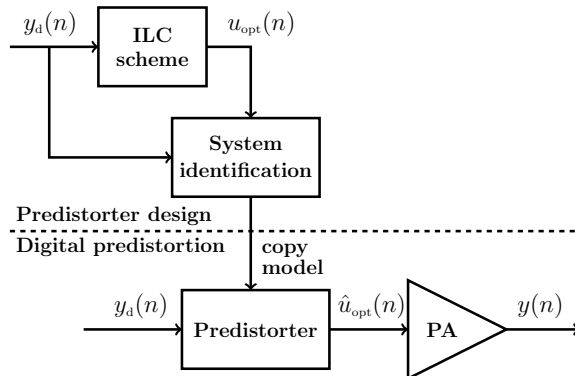 y_d(n)
ILC
scheme
u_opt(n)
System
identification
Predistorter design
Digital predistortion
copy
model
y_d(n)
Predistorter
û_opt(n)
PA
y(n)